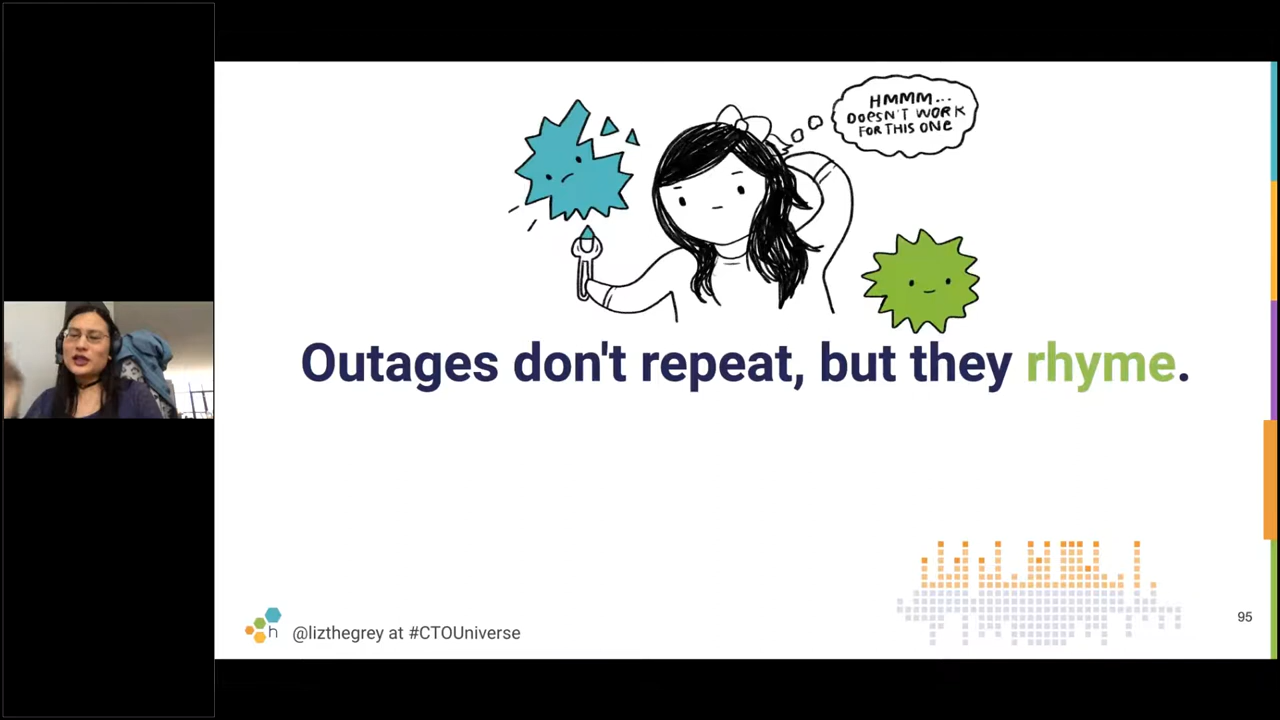 HMMM...
DOESN'T WORK
FOR THIS ONE
Outages don't repeat, but they rhyme.
h
@lizthegrey at #CTOUniverse
95